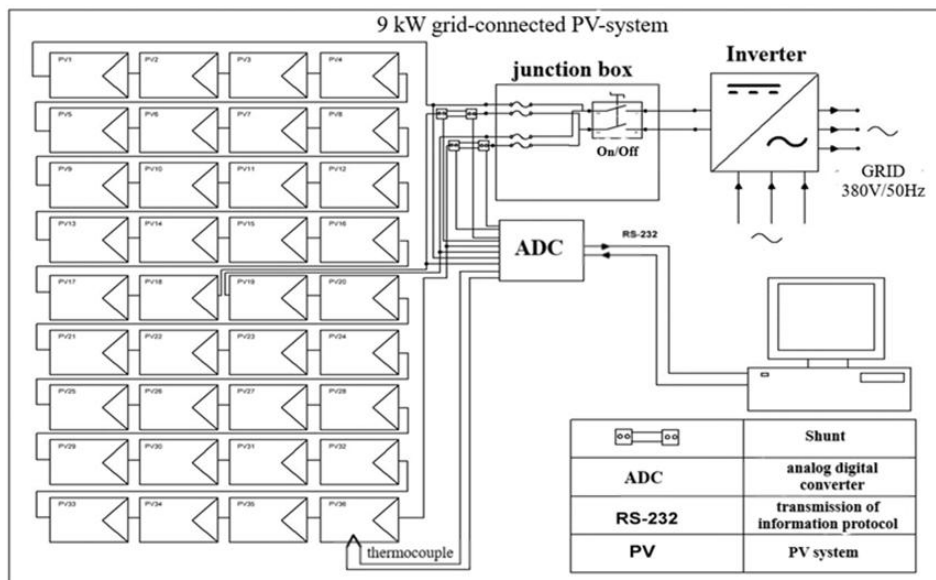 9 kW grid-connected PV-system
PV1 PV2 PV3 PV4
PV5 PV6 PV7 PV8
PV9 PV10 PV11 PV12
PV13 PV14 PV15 PV16
PV17 PV18 PV19 PV20
PV21 PV22 PV23 PV24
PV25 PV26 PV27 PV28
PV29 PV30 PV31 PV32
PV33 PV34 PV35 PV36
thermocouple
junction box
On/Off
Inverter
GRID
380V/50Hz
ADC
RS-232
Shunt
ADC analog digital
converter
RS-232 transmission of
information protocol
PV PV system